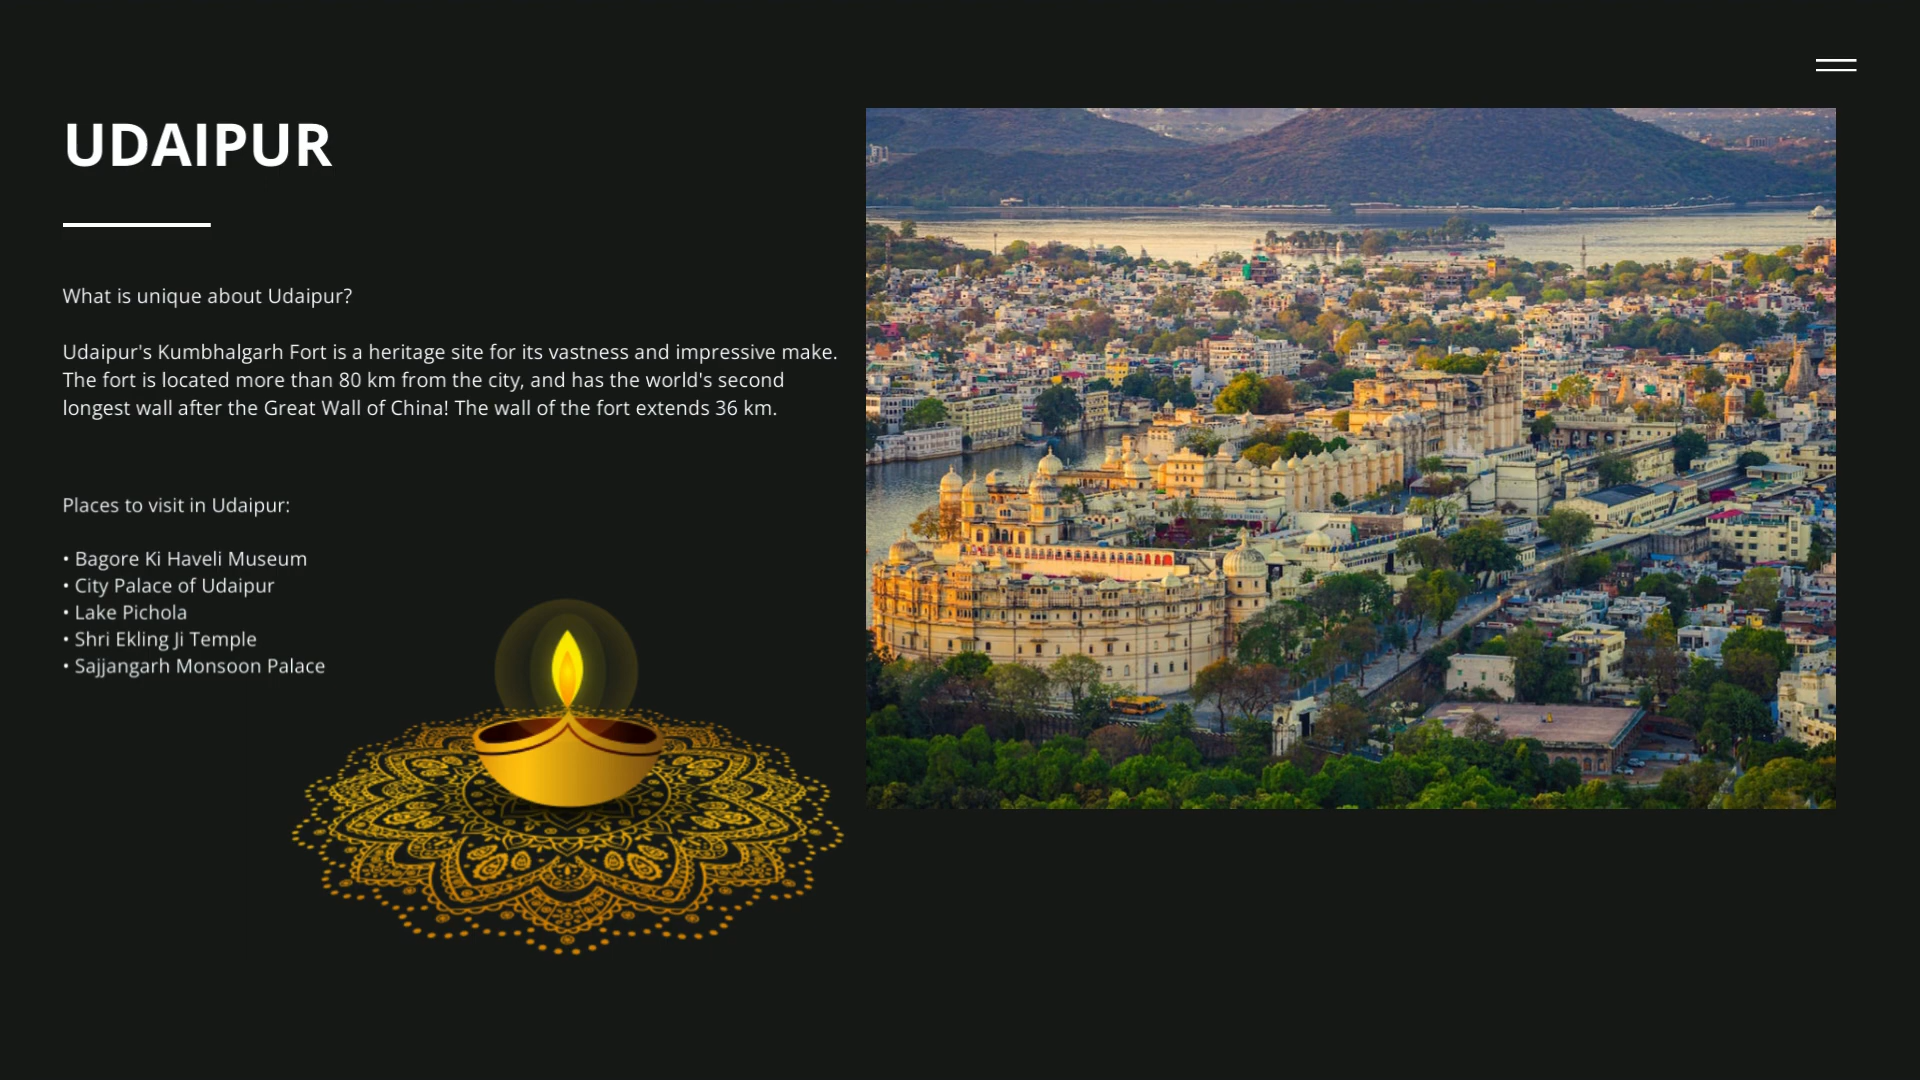 UDAIPUR
What is unique about Udaipur?
Udaipur's Kumbhalgarh Fort is a heritage site for its vastness and impressive make.
The fort is located more than 80 km from the city, and has the world's second
longest wall after the Great Wall of China! The wall of the fort extends 36 km.
Places to visit in Udaipur:
• Bagore Ki Haveli Museum
• City Palace of Udaipur
• Lake Pichola
• Shri Ekling Ji Temple
• Sajjangarh Monsoon Palace